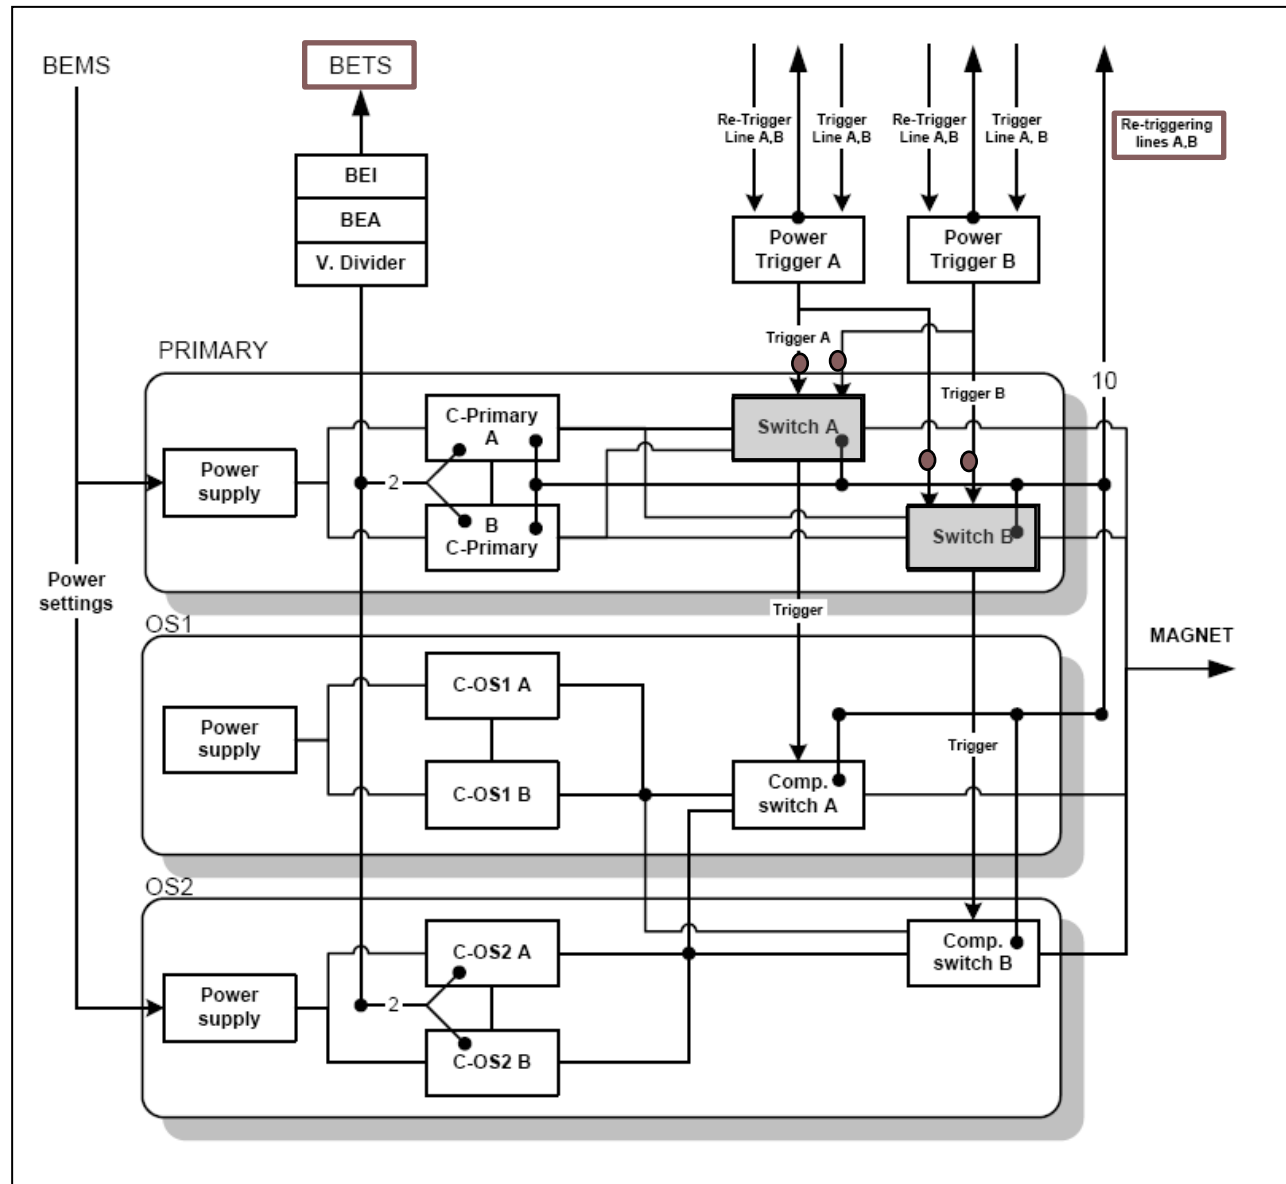 BEMS
BETS
Re-Trigger
Line A,B
Trigger
Line A,B
Re-Trigger
Line A,B
Trigger
Line A, B
Re-triggering
lines A,B
BEI
BEA
V. Divider
Power
Trigger A
Power
Trigger B
Trigger A
PRIMARY
10
Trigger B
C-Primary
A
Switch A
Power
supply
2
B
C-Primary
Switch B
Power
settings
Trigger
OS1
MAGNET
C-OS1 A
Power
supply
Trigger
C-OS1 B
Comp.
switch A
OS2
C-OS2 A
Comp.
switch B
Power
supply
2
C-OS2 B